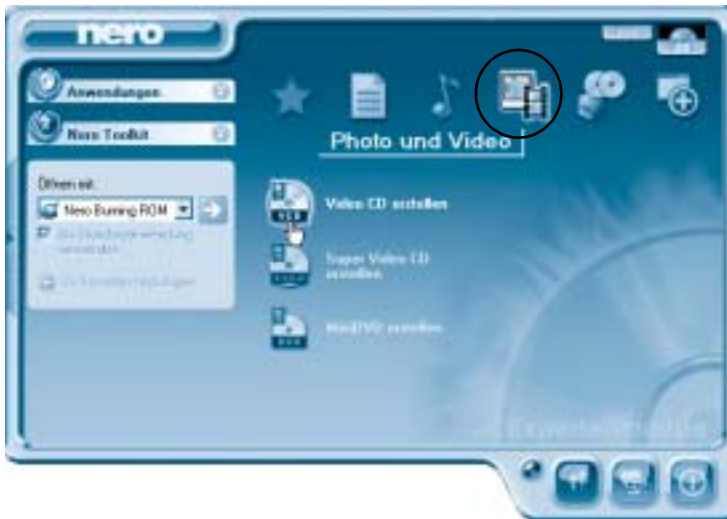 nero
Anwendungen
Nero Toolkit
Photo und Video
Öffnen mit:
Nero Burning ROM
Video CD erstellen
Super Video CD
erstellen
MiniDVD erstellen